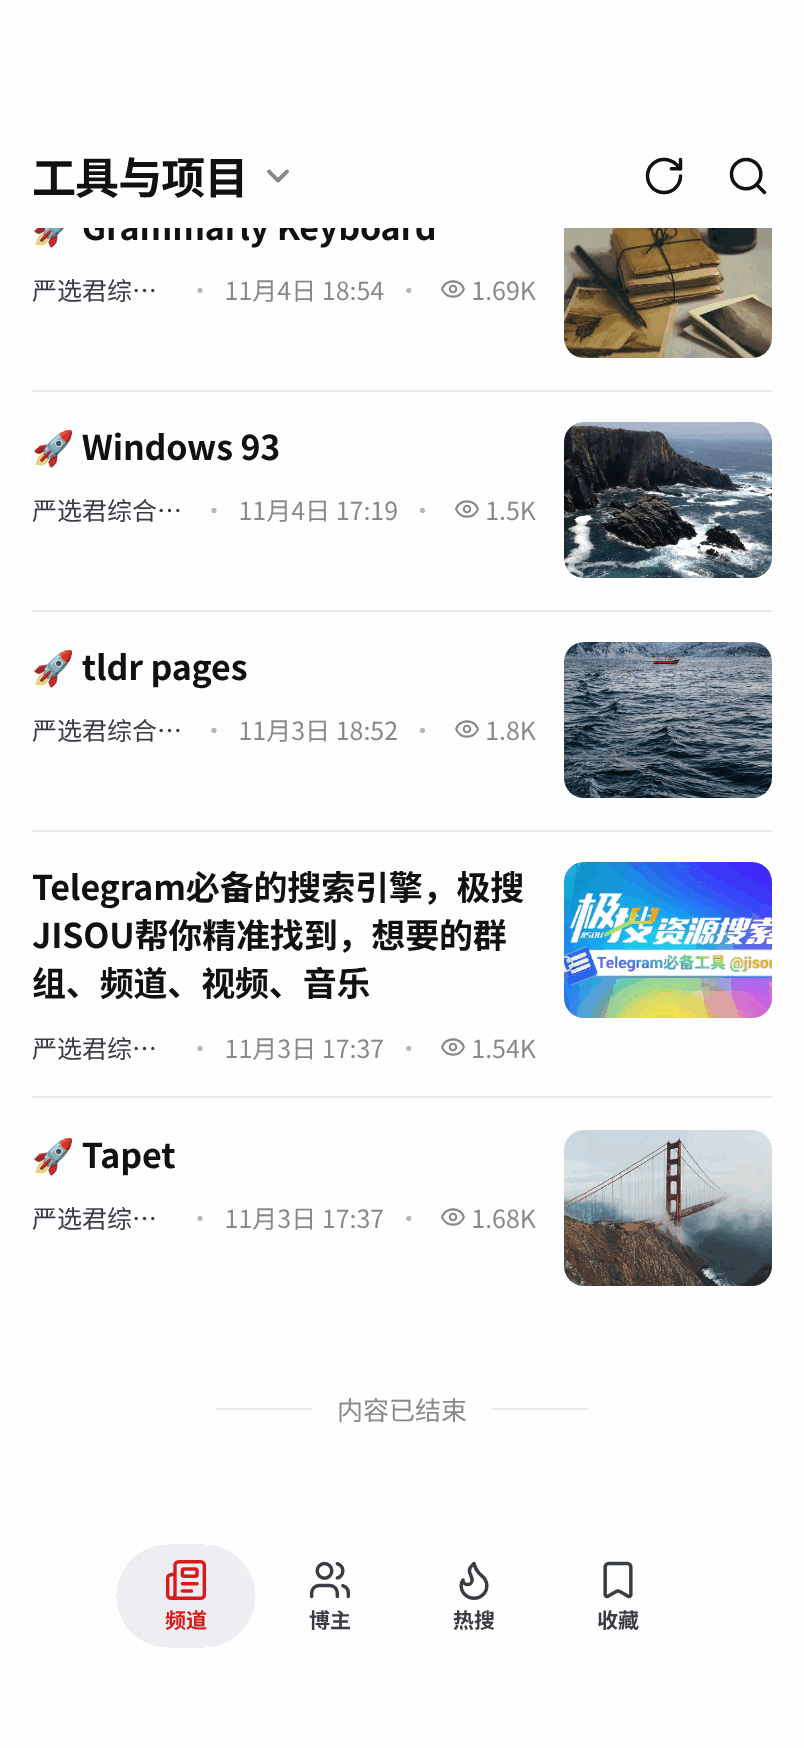 工具与项目
🚀 Grammarly Keyboard
严选君综… · 11月4日 18:54 · 1.69K
🚀 Windows 93
严选君综合… · 11月4日 17:19 · 1.5K
🚀 tldr pages
严选君综合… · 11月3日 18:52 · 1.8K
Telegram必备的搜索引擎，极搜
JISOU帮你精准找到，想要的群
组、频道、视频、音乐
极搜 资源搜索
JISOU
Telegram必备工具 @jisou
严选君综… · 11月3日 17:37 · 1.54K
🚀 Tapet
严选君综… · 11月3日 17:37 · 1.68K
内容已结束
频道
博主
热搜
收藏